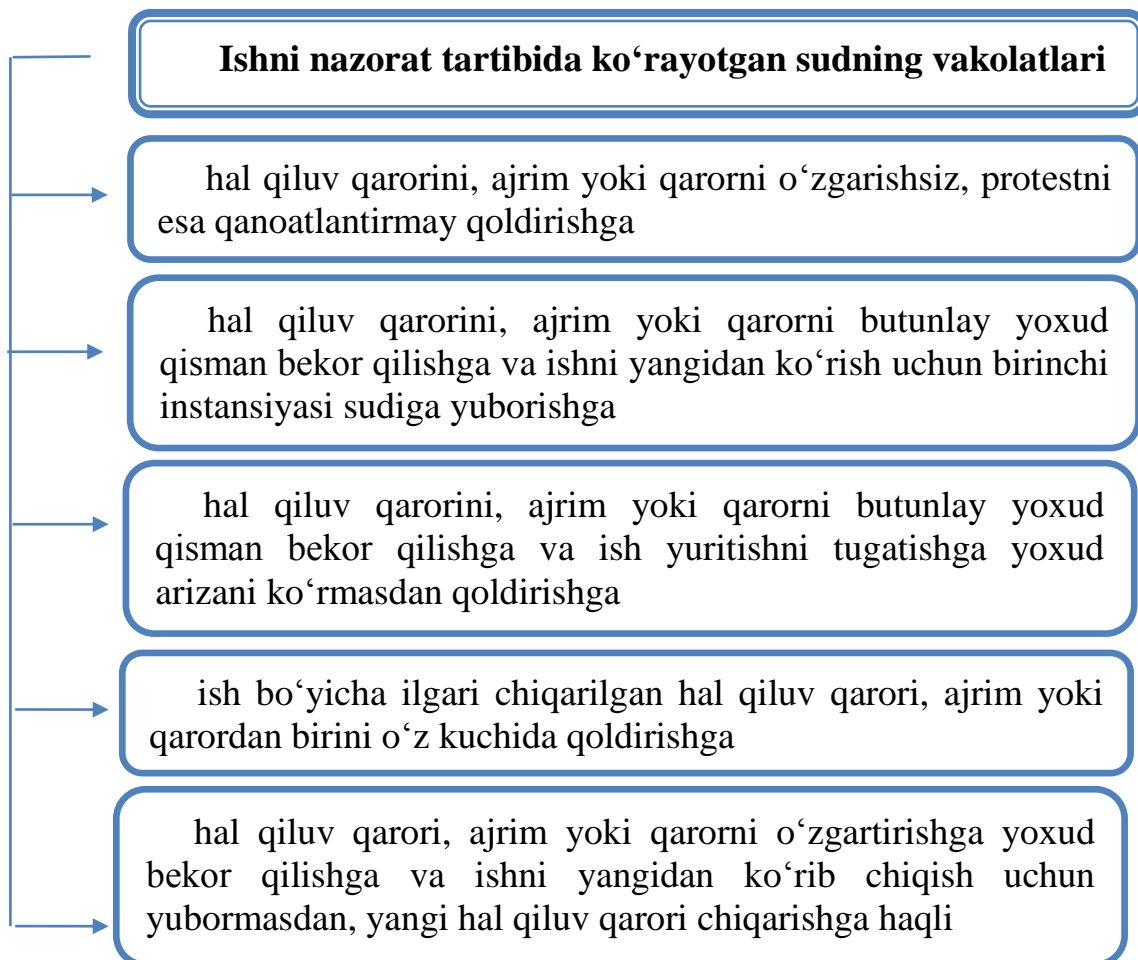 Ishni nazorat tartibida ko‘rayotgan sudning vakolatlari
hal qiluv qarorini, ajrim yoki qarorni o‘zgarishsiz, protestni
esa qanoatlantirmay qoldirishga
hal qiluv qarorini, ajrim yoki qarorni butunlay yoxud
qisman bekor qilishga va ishni yangidan ko‘rish uchun birinchi
instansiyasi sudiga yuborishga
hal qiluv qarorini, ajrim yoki qarorni butunlay yoxud
qisman bekor qilishga va ish yuritishni tugatishga yoxud
arizani ko‘rmasdan qoldirishga
ish bo‘yicha ilgari chiqarilgan hal qiluv qarori, ajrim yoki
qarordan birini o‘z kuchida qoldirishga
hal qiluv qarori, ajrim yoki qarorni o‘zgartirishga yoxud
bekor qilishga va ishni yangidan ko‘rib chiqish uchun
yubormasdan, yangi hal qiluv qarori chiqarishga haqli